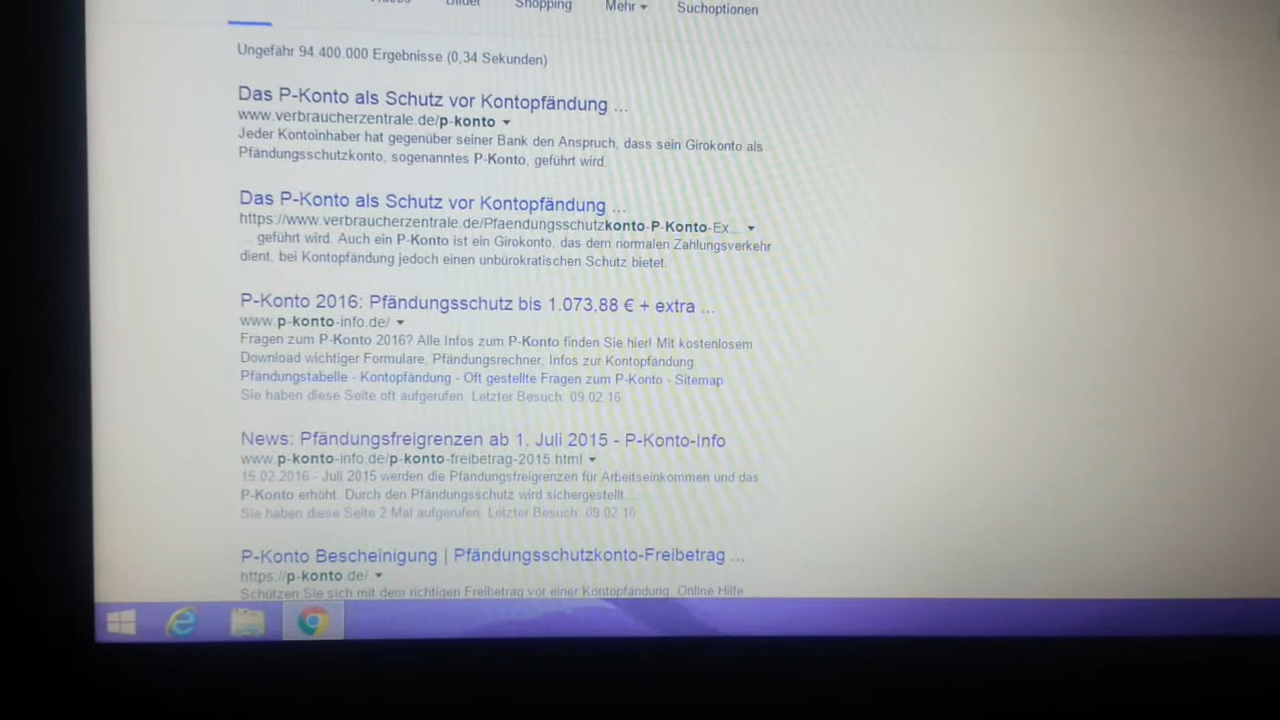 Videos Bilder Shopping Mehr Suchoptionen
Ungefähr 94.400.000 Ergebnisse (0,34 Sekunden)
Das P-Konto als Schutz vor Kontopfändung ...
www.verbraucherzentrale.de/p-konto
Jeder Kontoinhaber hat gegenüber seiner Bank den Anspruch, dass sein Girokonto als
Pfändungsschutzkonto, sogenanntes P-Konto, geführt wird.
Das P-Konto als Schutz vor Kontopfändung ...
https://www.verbraucherzentrale.de/Pfaendungsschutzkonto-P-Konto-Ex...
... geführt wird. Auch ein P-Konto ist ein Girokonto, das dem normalen Zahlungsverkehr
dient, bei Kontopfändung jedoch einen unbürokratischen Schutz bietet.
P-Konto 2016: Pfändungsschutz bis 1.073,88 € + extra ...
www.p-konto-info.de/
Fragen zum P-Konto 2016? Alle Infos zum P-Konto finden Sie hier! Mit kostenlosem
Download wichtiger Formulare, Pfändungsrechner, Infos zur Kontopfändung
Pfändungstabelle - Kontopfändung - Oft gestellte Fragen zum P-Konto - Sitemap
Sie haben diese Seite oft aufgerufen. Letzter Besuch: 09.02.16
News: Pfändungsfreigrenzen ab 1. Juli 2015 - P-Konto-Info
www.p-konto-info.de/p-konto-freibetrag-2015.html
15.02.2016 - Juli 2015 werden die Pfändungsfreigrenzen für Arbeitseinkommen und das
P-Konto erhöht. Durch den Pfändungsschutz wird sichergestellt ...
Sie haben diese Seite 2 Mal aufgerufen. Letzter Besuch: 09.02.16
P-Konto Bescheinigung | Pfändungsschutzkonto-Freibetrag ...
https://p-konto.de/
Schützen Sie sich mit dem richtigen Freibetrag vor einer Kontopfändung. Online Hilfe